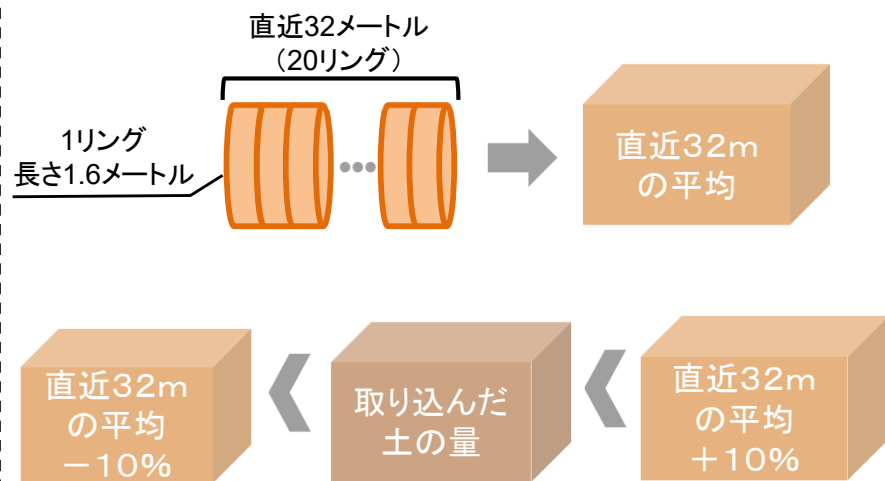 直近32メートル
（20リング）
1リング
長さ1.6メートル
直近32ｍ
の平均
直近32ｍ
の平均
－10%
取り込んだ
土の量
直近32ｍ
の平均
＋10%